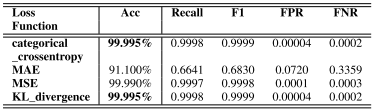 Loss Function Acc Recall F1 FPR FNR
categorical _crossentropy 99.995% 0.9998 0.9999 0.00004 0.0002
MAE 91.100% 0.6641 0.6830 0.0720 0.3359
MSE 99.990% 0.9997 0.9998 0.0001 0.0003
KL_divergence 99.995% 0.9998 0.9999 0.00004 0.0002